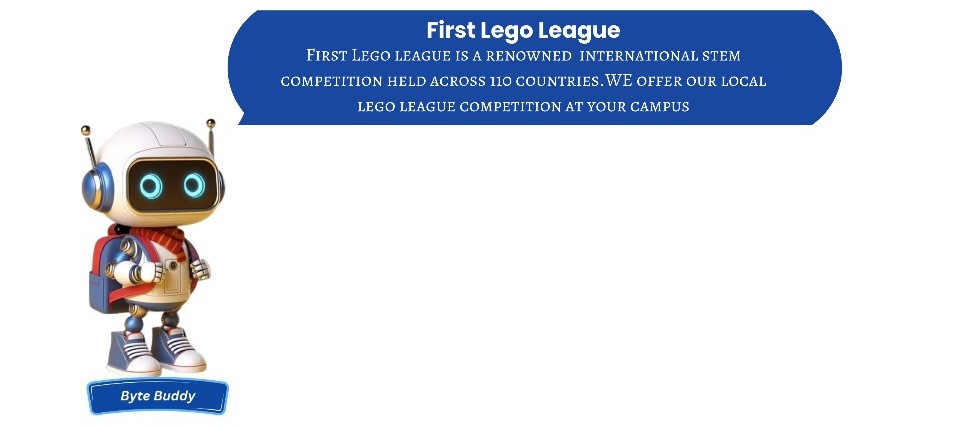 First Lego League
First Lego league is a renowned international stem
competition held across 110 countries.WE offer our local
lego league competition at your campus
Byte Buddy